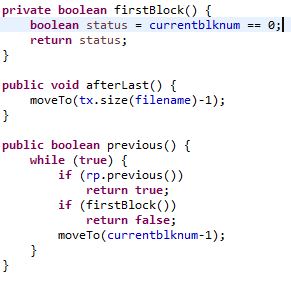 private boolean firstBlock() {
    boolean status = currentblknum == 0;
    return status;
}

public void afterLast() {
    moveTo(tx.size(filename)-1);
}

public boolean previous() {
    while (true) {
        if (rp.previous())
            return true;
        if (firstBlock())
            return false;
        moveTo(currentblknum-1);
    }
}